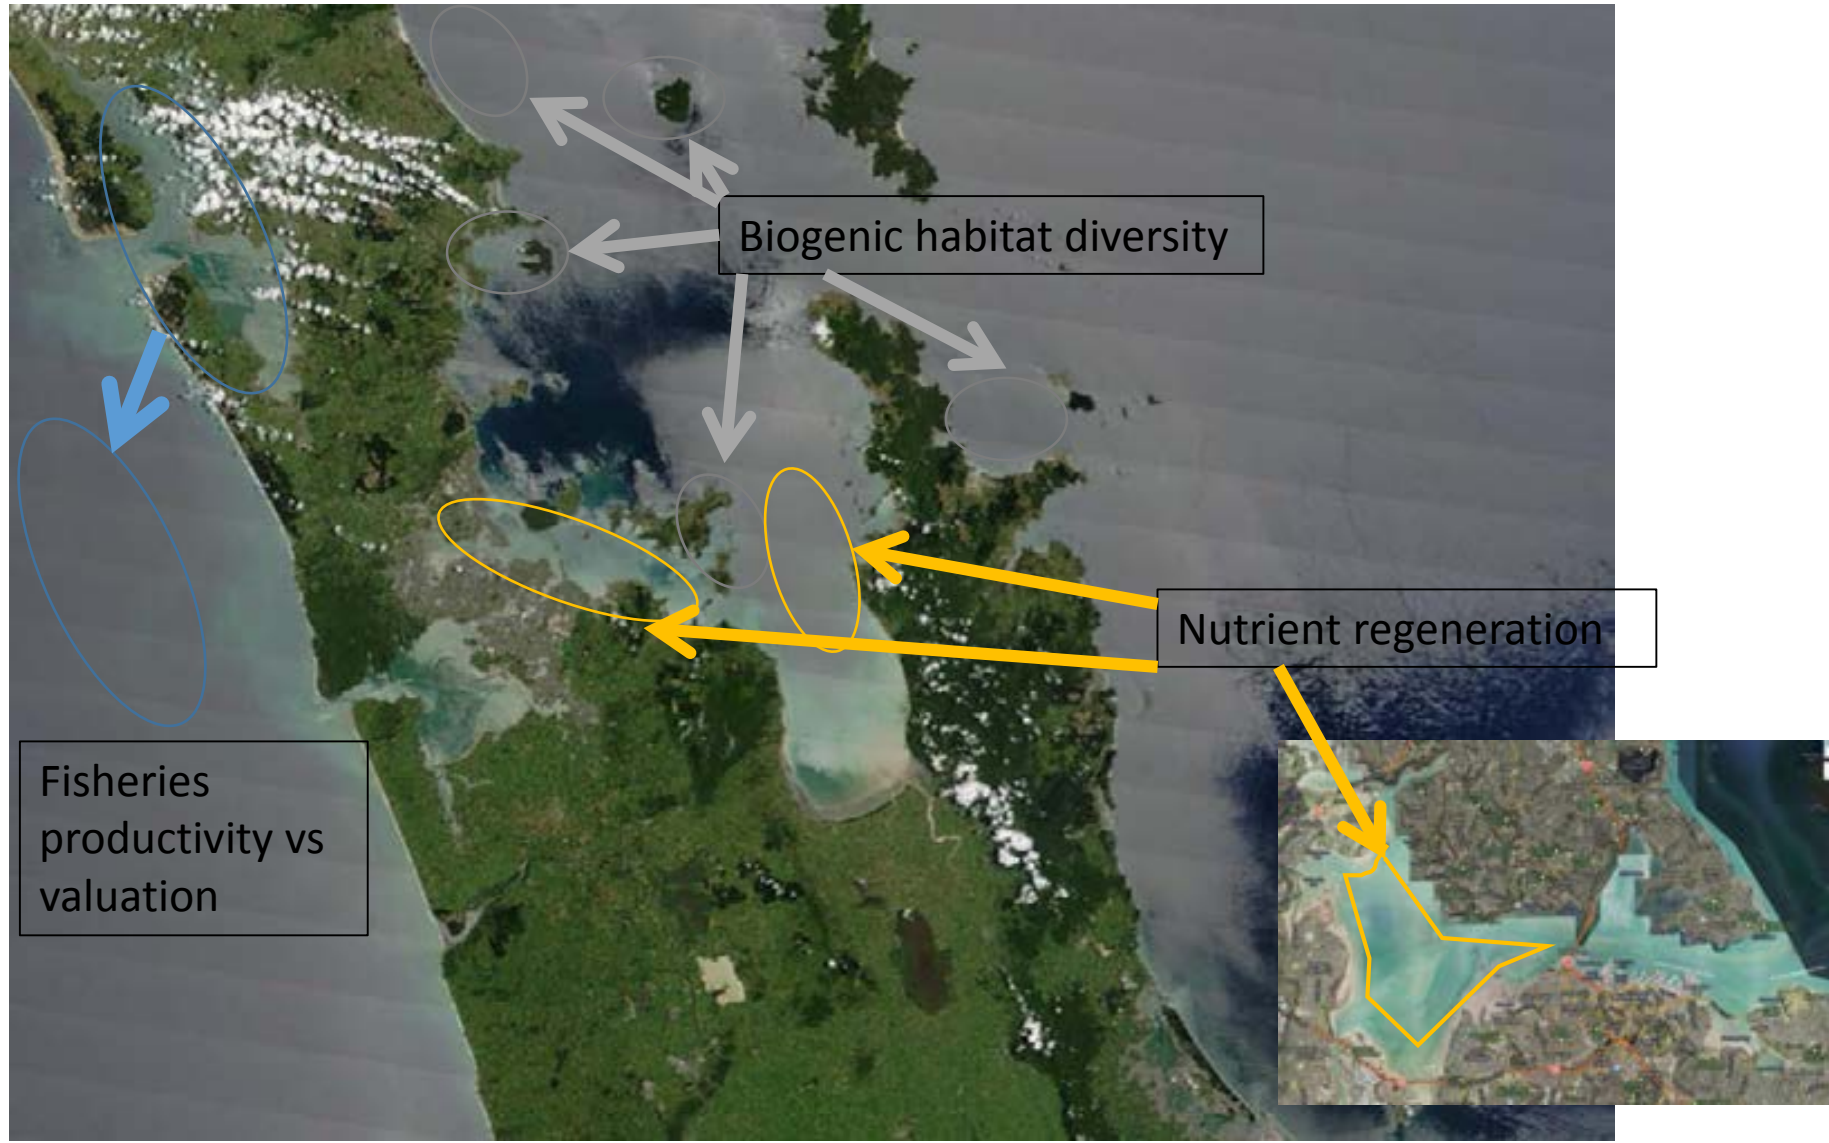 Biogenic habitat diversity
Nutrient regeneration
Fisheries
productivity vs
valuation